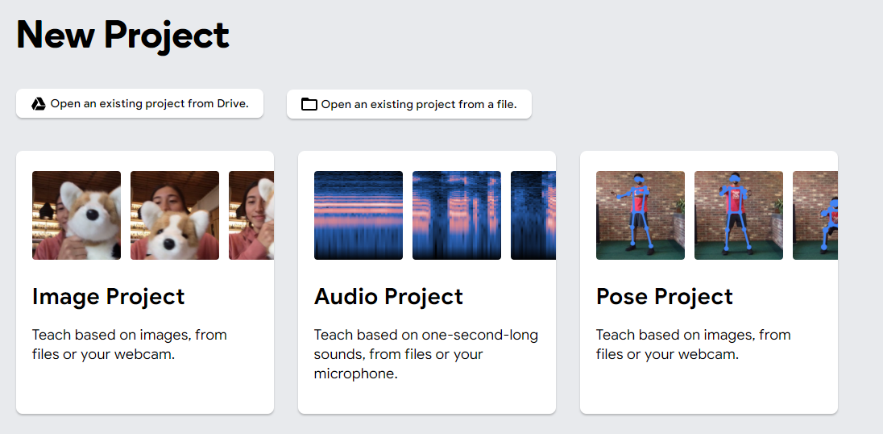 New Project
Open an existing project from Drive.
Open an existing project from a file.
Image Project
Teach based on images, from
files or your webcam.
Audio Project
Teach based on one-second-long
sounds, from files or your
microphone.
Pose Project
Teach based on images, from
files or your webcam.